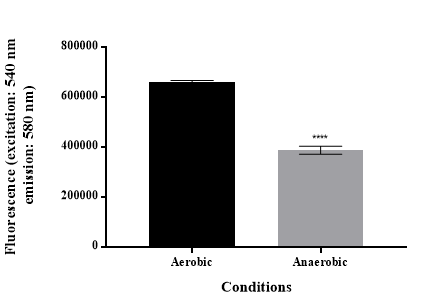 Fluorescence (excitation: 540 nm
emission: 580 nm)
800000
600000
400000
200000
0
****
Aerobic
Anaerobic
Conditions